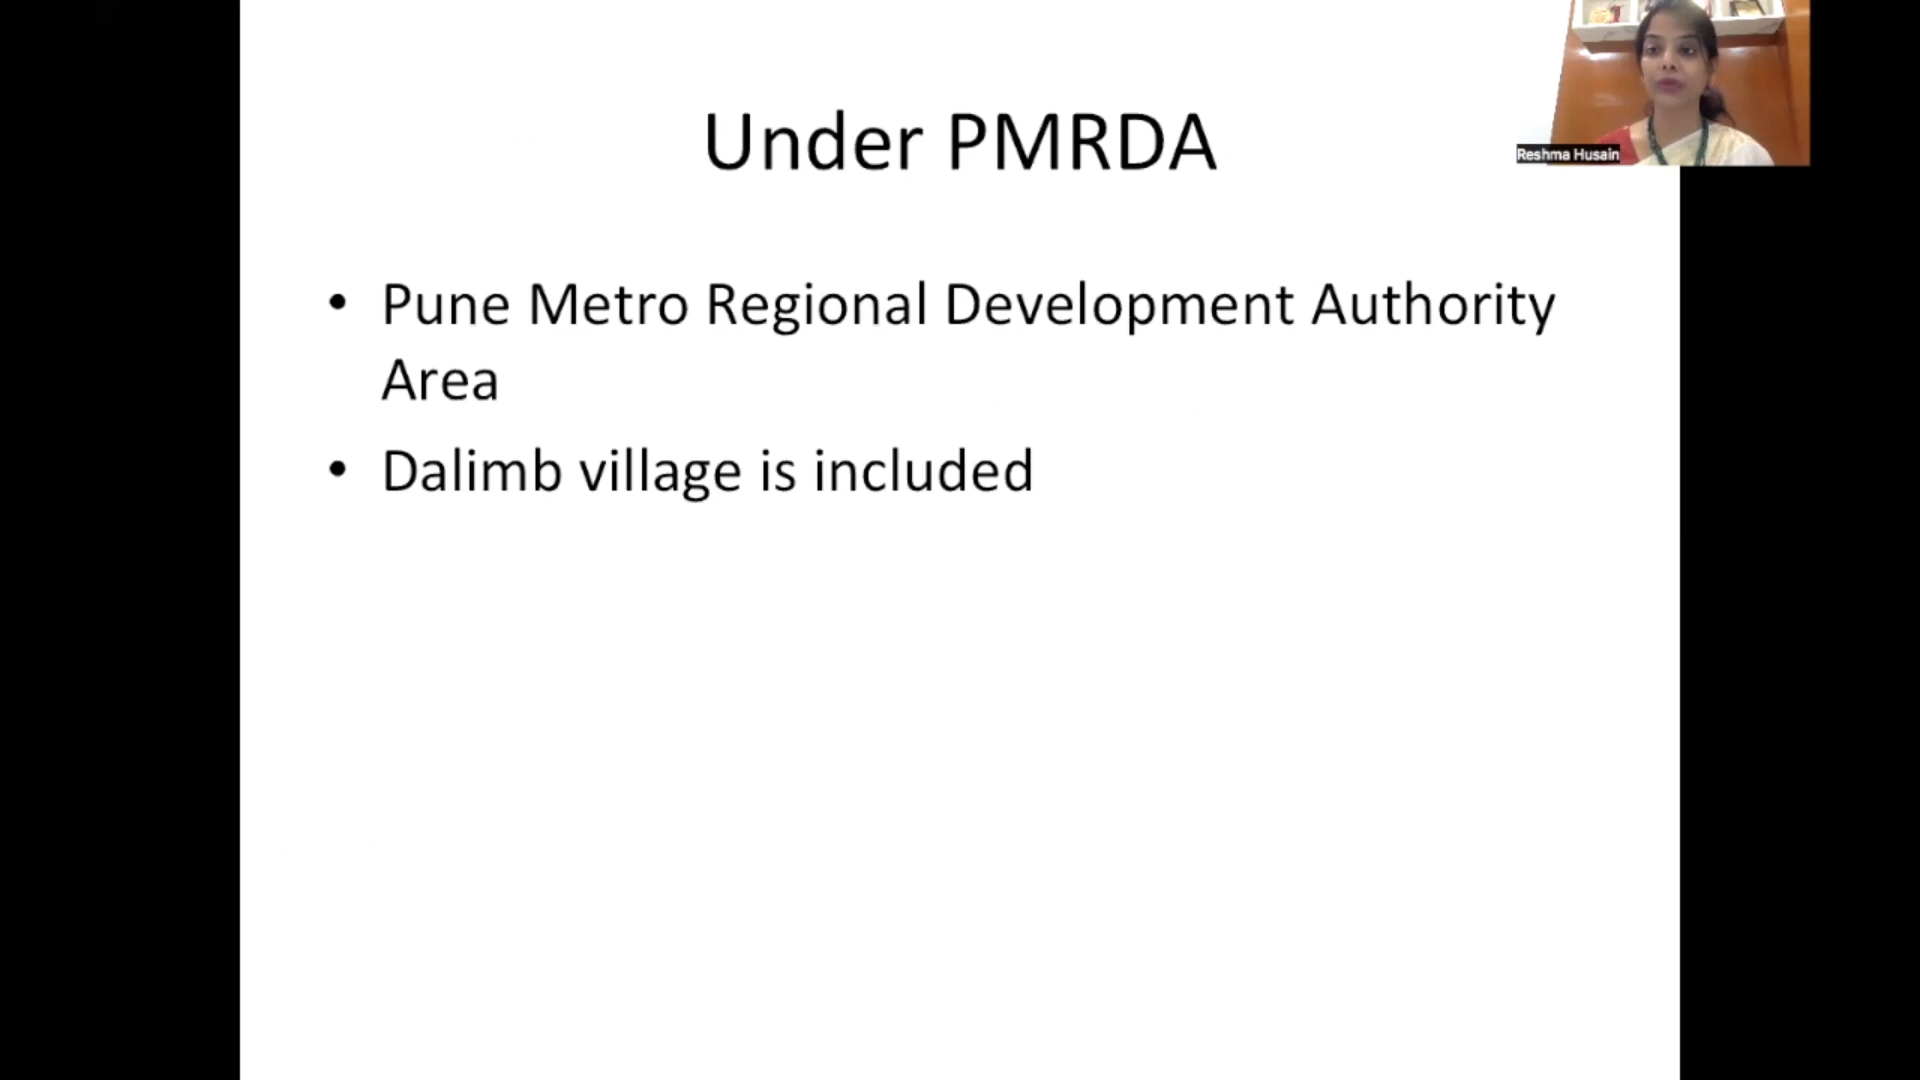 Under PMRDA
Reshma Husain
• Pune Metro Regional Development Authority
Area
• Dalimb village is included